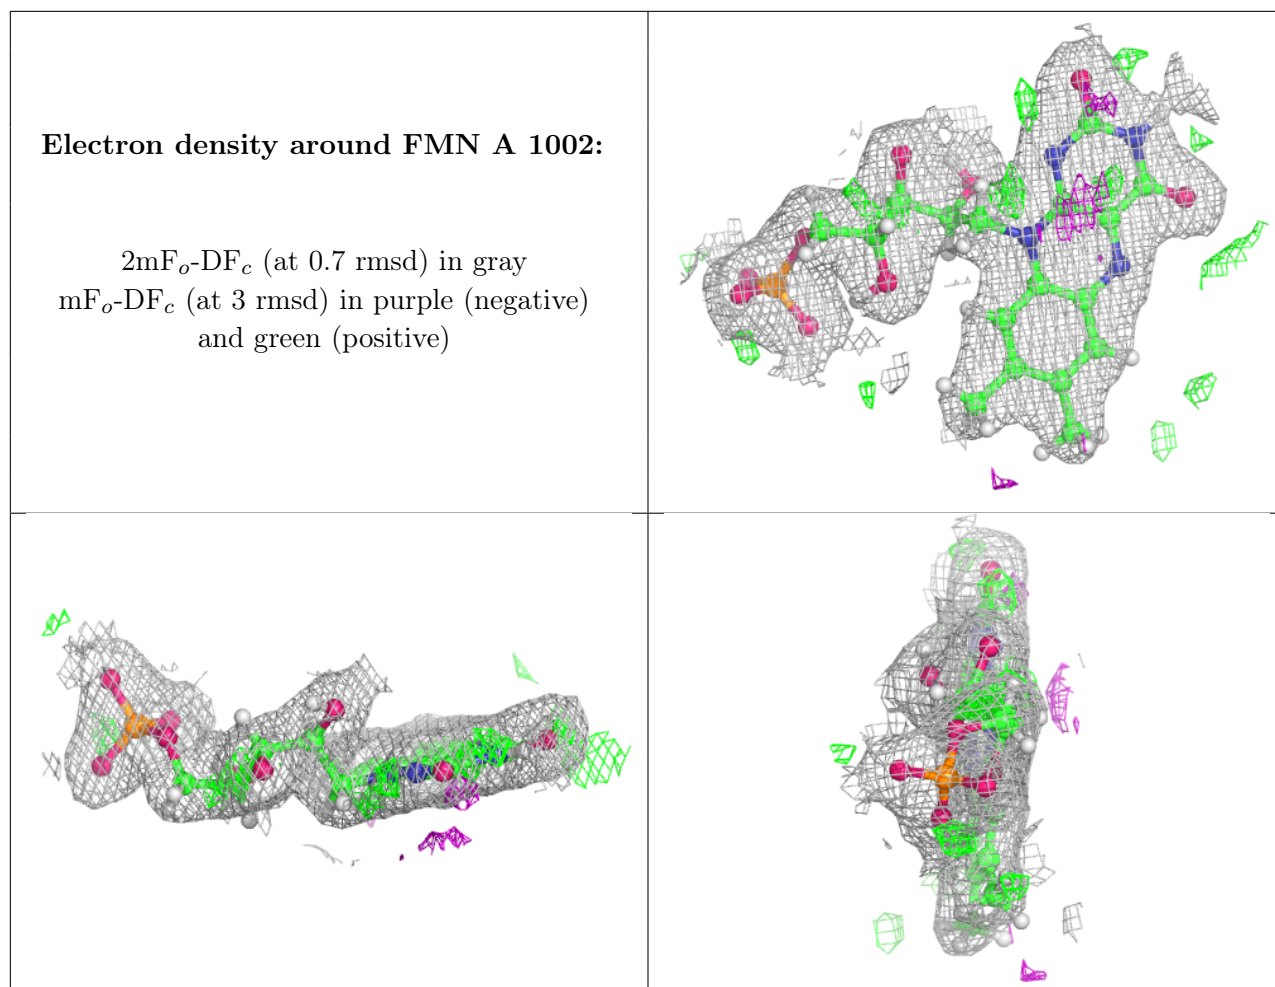 Electron density around FMN A 1002:
2mFₒ-DF𝒸 (at 0.7 rmsd) in gray
mFₒ-DF𝒸 (at 3 rmsd) in purple (negative)
and green (positive)